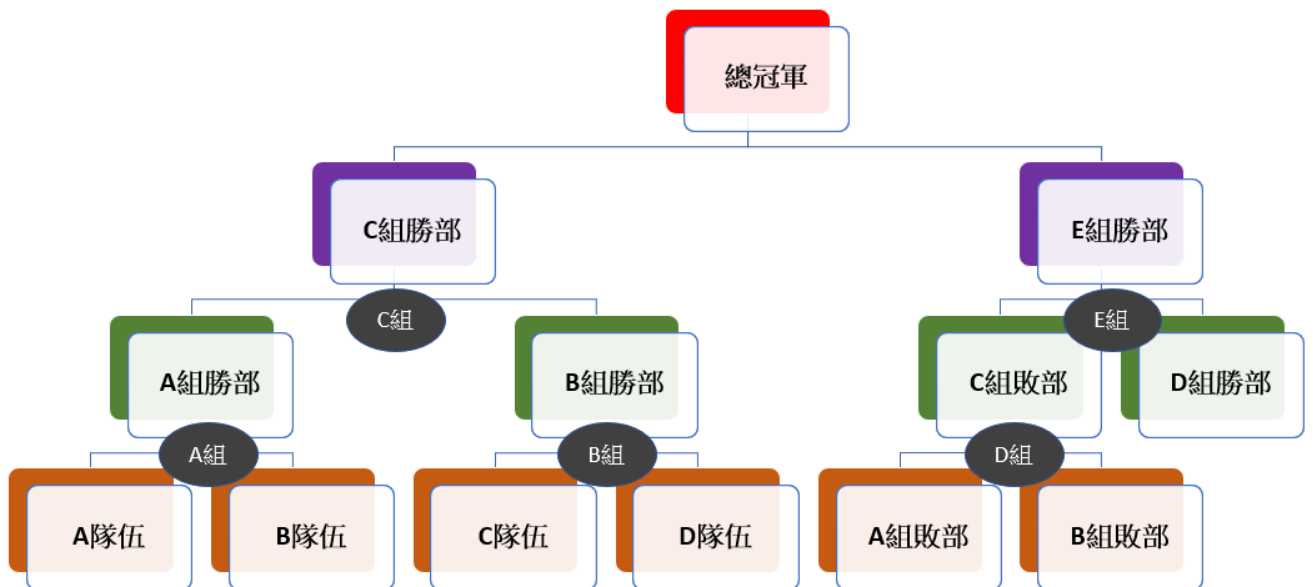 總冠軍
C組勝部
E組勝部
C組
E組
A組勝部
B組勝部
C組敗部
D組勝部
A組
B組
D組
A隊伍
B隊伍
C隊伍
D隊伍
A組敗部
B組敗部